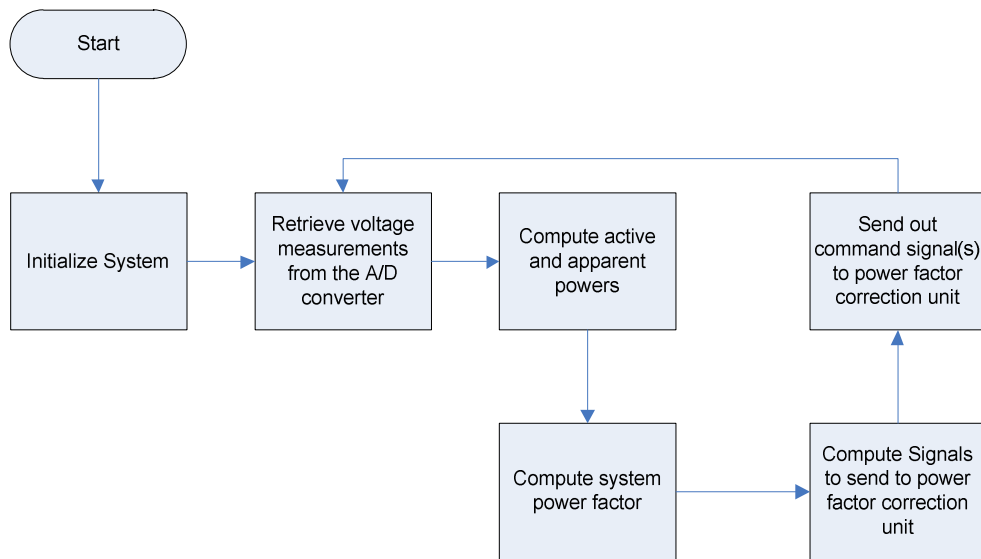 Start
Initialize System
Retrieve voltage
measurements
from the A/D
converter
Compute active
and apparent
powers
Send out
command signal(s)
to power factor
correction unit
Compute system
power factor
Compute Signals
to send to power
factor correction
unit